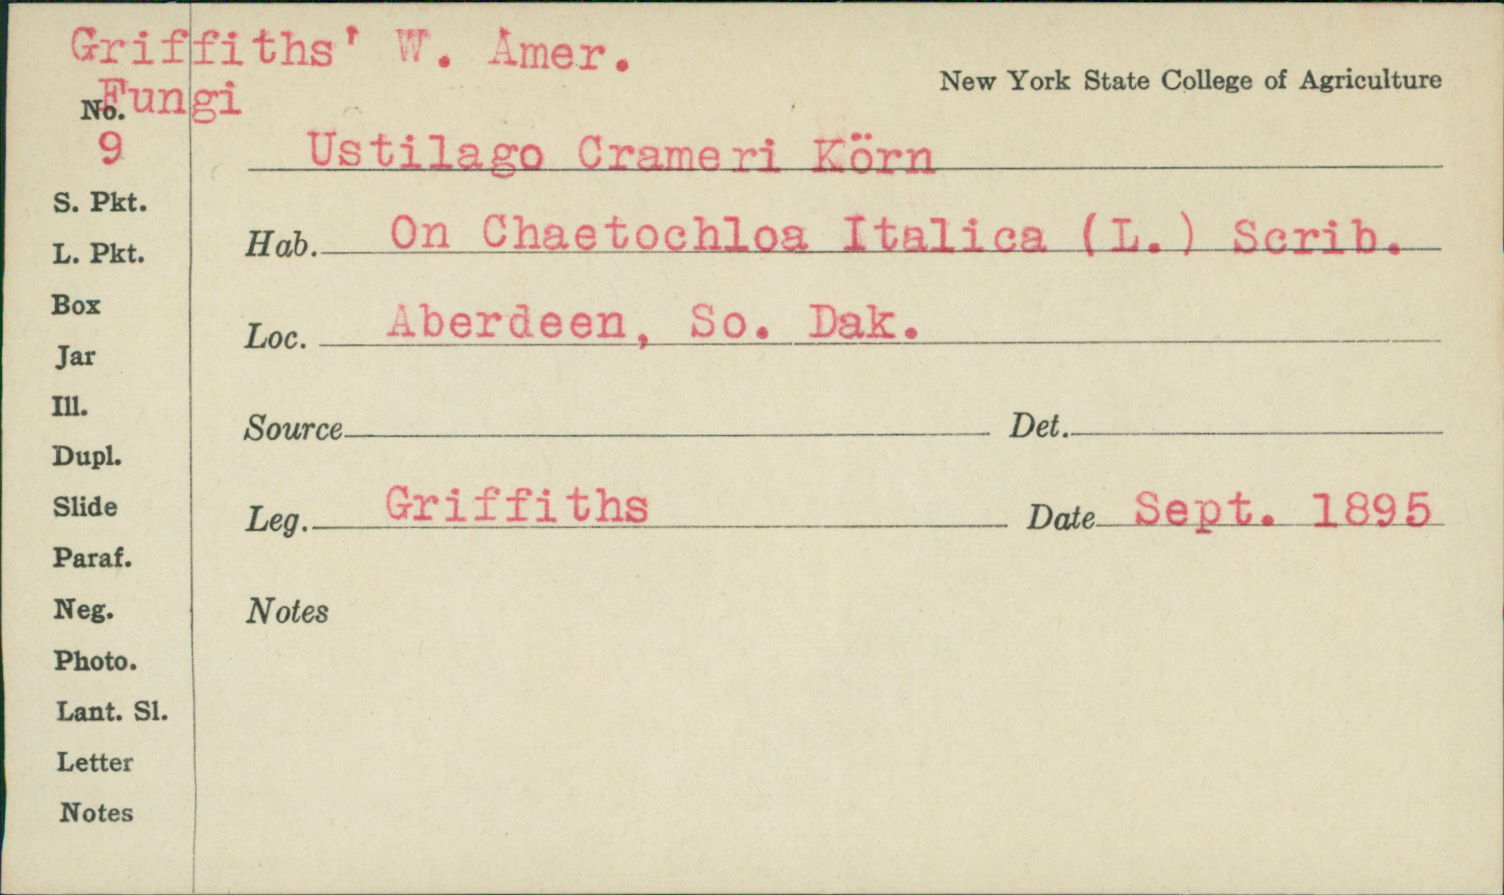 Griffiths' W. Amer.
Fungi
New York State College of Agriculture
No.
9
Ustilago Crameri Körn
S. Pkt.
Hab. On Chaetochloa Italica (L.) Scrib.
L. Pkt.
Box
Loc. Aberdeen, So. Dak.
Jar
Ill.
Source Det.
Dupl.
Slide
Leg. Griffiths Date Sept. 1895
Paraf.
Neg.
Notes
Photo.
Lant. Sl.
Letter
Notes